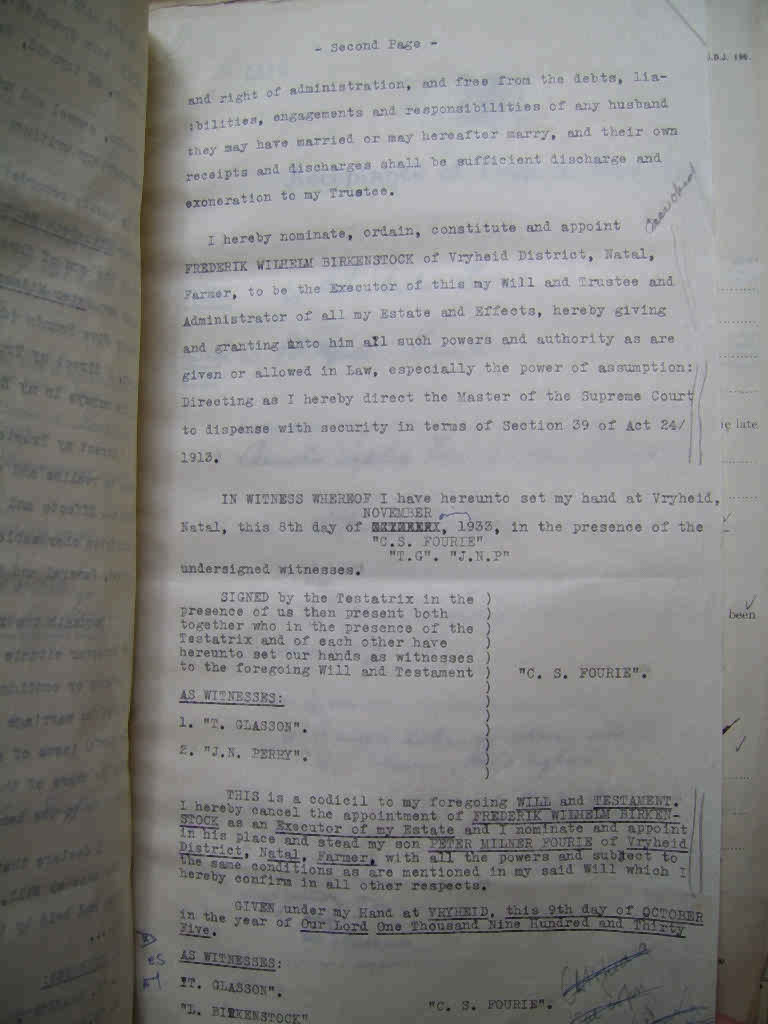 - Second Page -
and right of administration, and free from the debts, lia-
:bilities, engagements and responsibilities of any husband
they may have married or may hereafter marry, and their own
receipts and discharges shall be sufficient discharge and
exoneration to my Trustee.
I hereby nominate, ordain, constitute and appoint
FREDERIK WILHELM BIRKENSTOCK of Vryheid District, Natal,
Farmer, to be the Executor of this my Will and Trustee and
Administrator of all my Estate and Effects, hereby giving
and granting unto him all such powers and authority as are
given or allowed in Law, especially the power of assumption:
Directing as I hereby direct the Master of the Supreme Court
to dispense with security in terms of Section 39 of Act 24/
1913.
IN WITNESS WHEREOF I have hereunto set my hand at Vryheid,
NOVEMBER
Natal, this 8th day of , 1933, in the presence of the
"C.S. FOURIE"
"T.G". "J.N.P"
undersigned witnesses.
SIGNED by the Testatrix in the )
presence of us then present both )
together who in the presence of the )
Testatrix and of each other have )
hereunto set our hands as witnesses )
to the foregoing Will and Testament ) "C. S. FOURIE".
AS WITNESSES:
1. "T. GLASSON".
2. "J.N. PERRY".
THIS is a codicil to my foregoing WILL and TESTAMENT.
I hereby cancel the appointment of FREDERIK WILHELM BIRKEN-
STOCK as an Executor of my Estate and I nominate and appoint
in his place and stead my son PETER MILNER FOURIE of Vryheid
District, Natal, Farmer, with all the powers and subject to
the same conditions as are mentioned in my said Will which I
hereby confirm in all other respects.
GIVEN under my Hand at VRYHEID, this 9th day of OCTOBER
in the year of Our Lord One Thousand Nine Hundred and Thirty
Five.
AS WITNESSES:
"T. GLASSON".
"L. BIRKENSTOCK" "C. S. FOURIE".
J.D.J. 196.
late
been